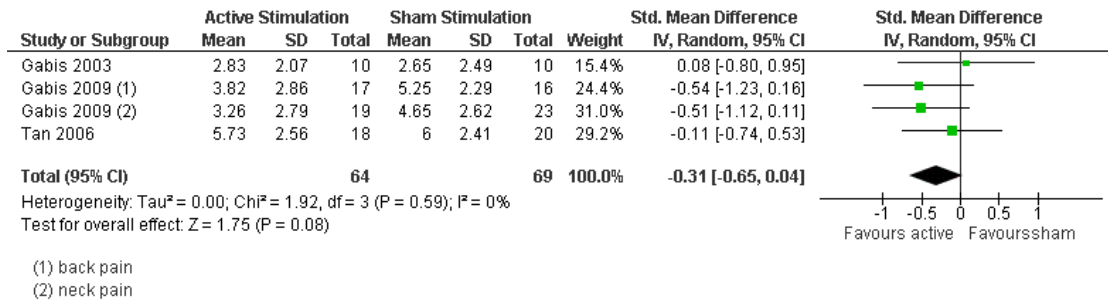 Active Stimulation Sham Stimulation Std. Mean Difference Std. Mean Difference
Study or Subgroup Mean SD Total Mean SD Total Weight IV, Random, 95% CI IV, Random, 95% CI
Gabis 2003 2.83 2.07 10 2.65 2.49 10 15.4% 0.08 [-0.80, 0.95]
Gabis 2009 (1) 3.82 2.86 17 5.25 2.29 16 24.4% -0.54 [-1.23, 0.16]
Gabis 2009 (2) 3.26 2.79 19 4.65 2.62 23 31.0% -0.51 [-1.12, 0.11]
Tan 2006 5.73 2.56 18 6 2.41 20 29.2% -0.11 [-0.74, 0.53]
Total (95% CI) 64 69 100.0% -0.31 [-0.65, 0.04]
Heterogeneity: Tau² = 0.00; Chi² = 1.92, df = 3 (P = 0.59); I² = 0%
Test for overall effect: Z = 1.75 (P = 0.08)
-1 -0.5 0 0.5 1
Favours active Favourssham
(1) back pain
(2) neck pain